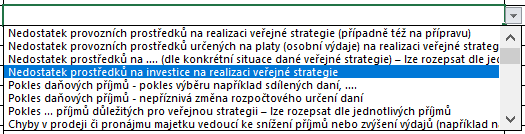 Nedostatek provozních prostředků na realizaci veřejné strategie (případně též na přípravu)
Nedostatek provozních prostředků určených na platy (osobní výdaje) na realizaci veřejné strateg
Nedostatek prostředků na .... (dle konkrétní situace dané veřejné strategie) – lze rozepsat dle jed
Nedostatek prostředků na investice na realizaci veřejné strategie
Pokles daňových příjmů - pokles výběru například sdílených daní, ....
Pokles daňových příjmů - nepříznivá změna rozpočtového určení daní
Pokles ... příjmů důležitých pro veřejnou strategii – lze rozepsat dle jednotlivých příjmů
Chyby v prodeji či pronájmu majetku vedoucí ke snížení příjmů nebo zvýšení výdajů (například na